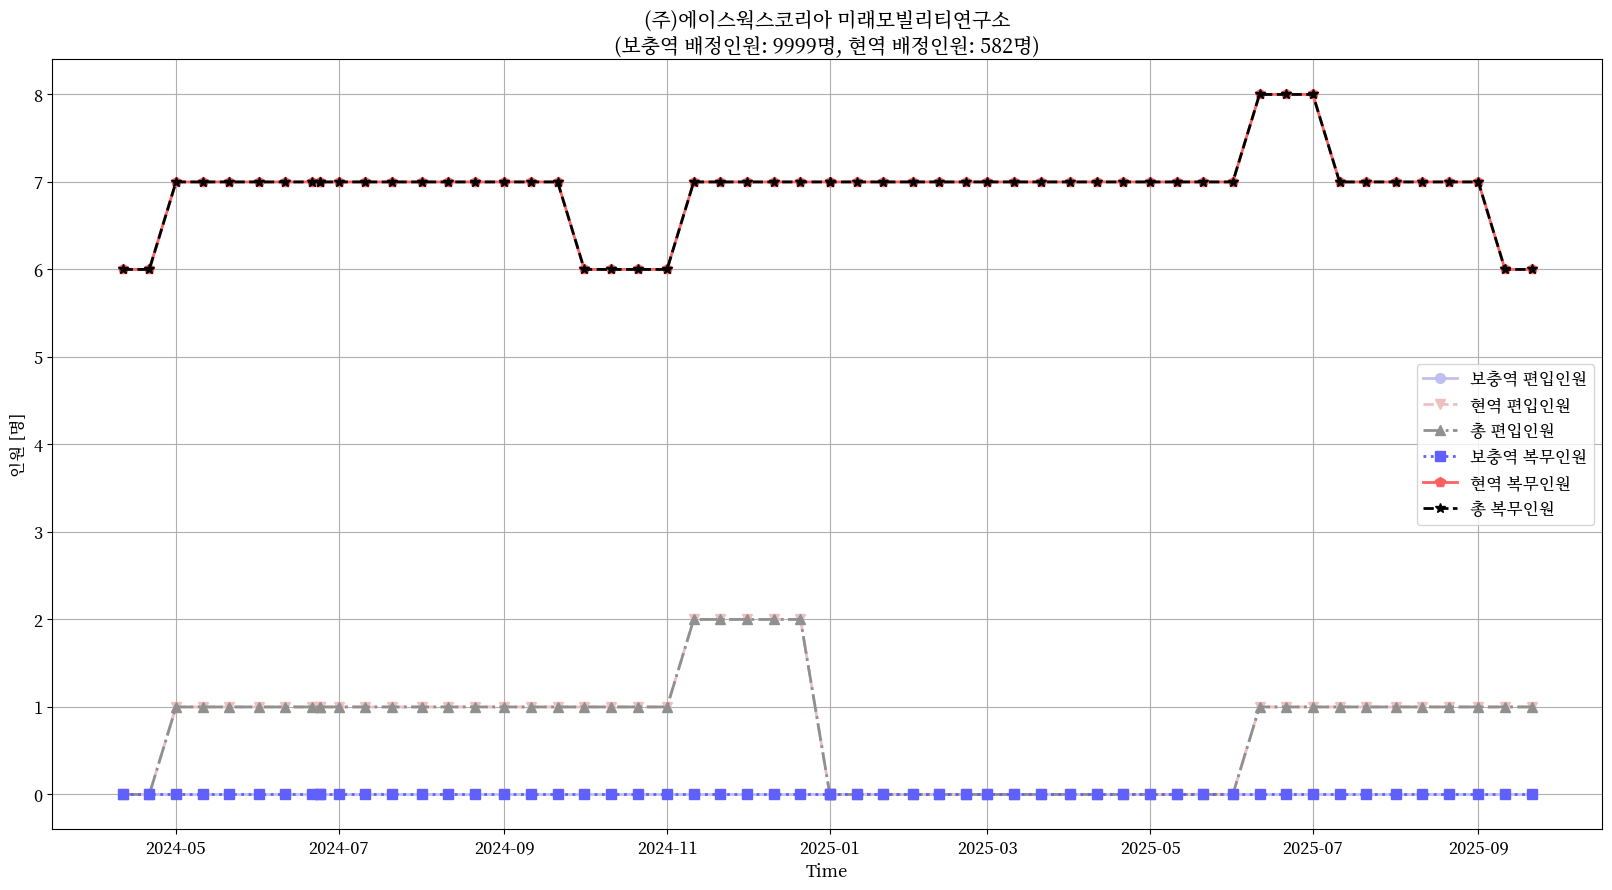 (주)에이스웍스코리아 미래모빌리티연구소
(보충역 배정인원: 9999명, 현역 배정인원: 582명)
인원 [명]
8
7
6
5
4
3
2
1
0
보충역 편입인원
현역 편입인원
총 편입인원
보충역 복무인원
현역 복무인원
총 복무인원
2024-05 2024-07 2024-09 2024-11 2025-01 2025-03 2025-05 2025-07 2025-09
Time